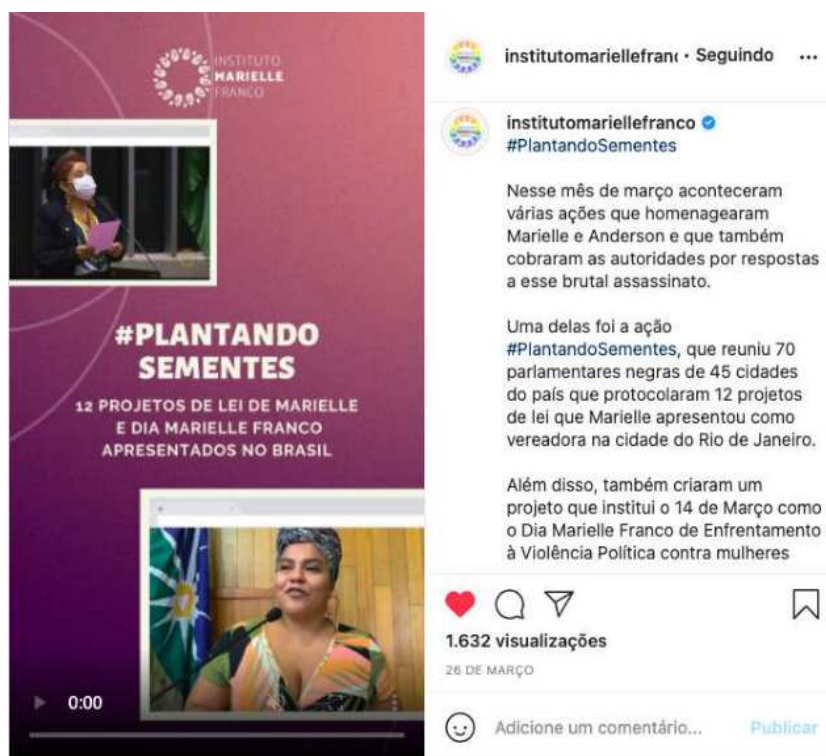 INSTITUTO
MARIELLE
FRANCO
#PLANTANDO
SEMENTES
12 PROJETOS DE LEI DE MARIELLE
E DIA MARIELLE FRANCO
APRESENTADOS NO BRASIL
0:00
institutomariellefran • Seguindo ...
institutomariellefranco
#PlantandoSementes
Nesse mês de março aconteceram
várias ações que homenagearam
Marielle e Anderson e que também
cobraram as autoridades por respostas
a esse brutal assassinato.
Uma delas foi a ação
#PlantandoSementes, que reuniu 70
parlamentares negras de 45 cidades
do país que protocolaram 12 projetos
de lei que Marielle apresentou como
vereadora na cidade do Rio de Janeiro.
Além disso, também criaram um
projeto que institui o 14 de Março como
o Dia Marielle Franco de Enfrentamento
à Violência Política contra mulheres
1.632 visualizações
26 DE MARÇO
Adicione um comentário... Publicar